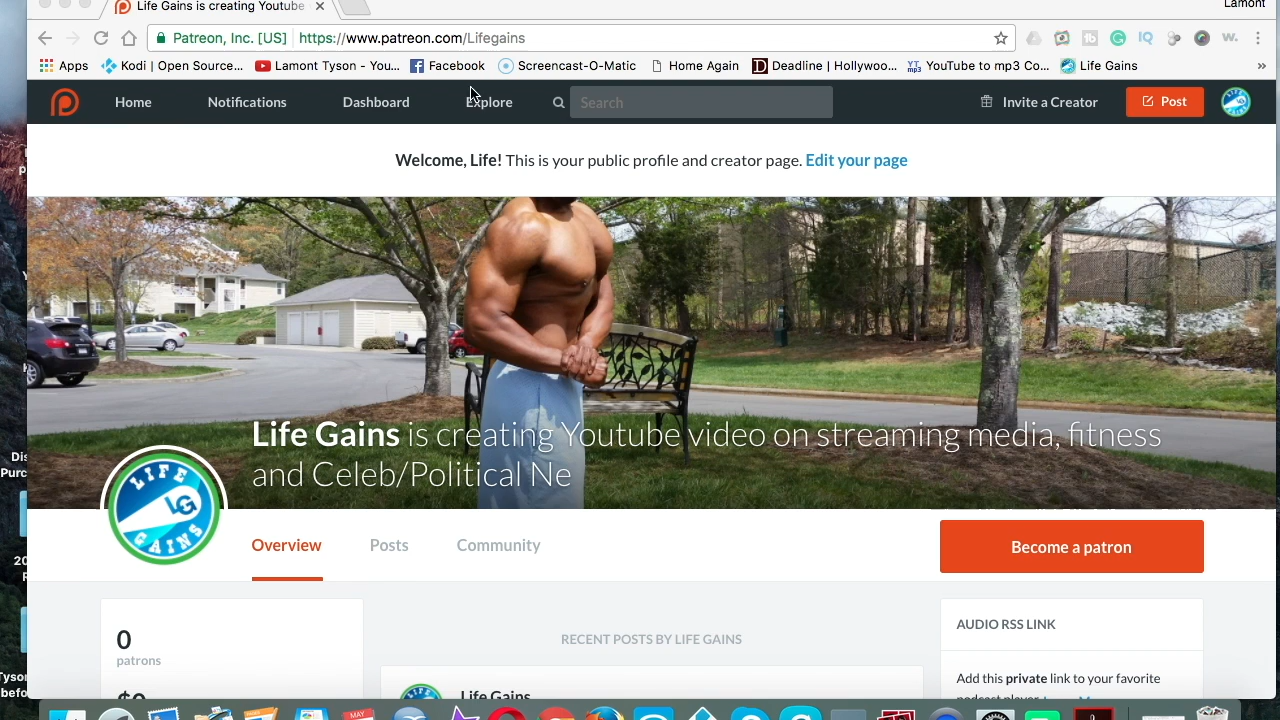 Life Gains is creating Youtube
Lamont
Patreon, Inc. [US] https://www.patreon.com/Lifegains
Apps Kodi | Open Source... Lamont Tyson - You... Facebook Screencast-O-Matic Home Again Deadline | Hollywoo... YouTube to mp3 Co... Life Gains »
Home Notifications Dashboard Explore Search Invite a Creator Post
Welcome, Life! This is your public profile and creator page. Edit your page
Life Gains is creating Youtube video on streaming media, fitness
and Celeb/Political Ne
LIFE
LG
GAINS
Overview Posts Community Become a patron
0
patrons
RECENT POSTS BY LIFE GAINS
AUDIO RSS LINK
Add this private link to your favorite
Life Gains
MAY